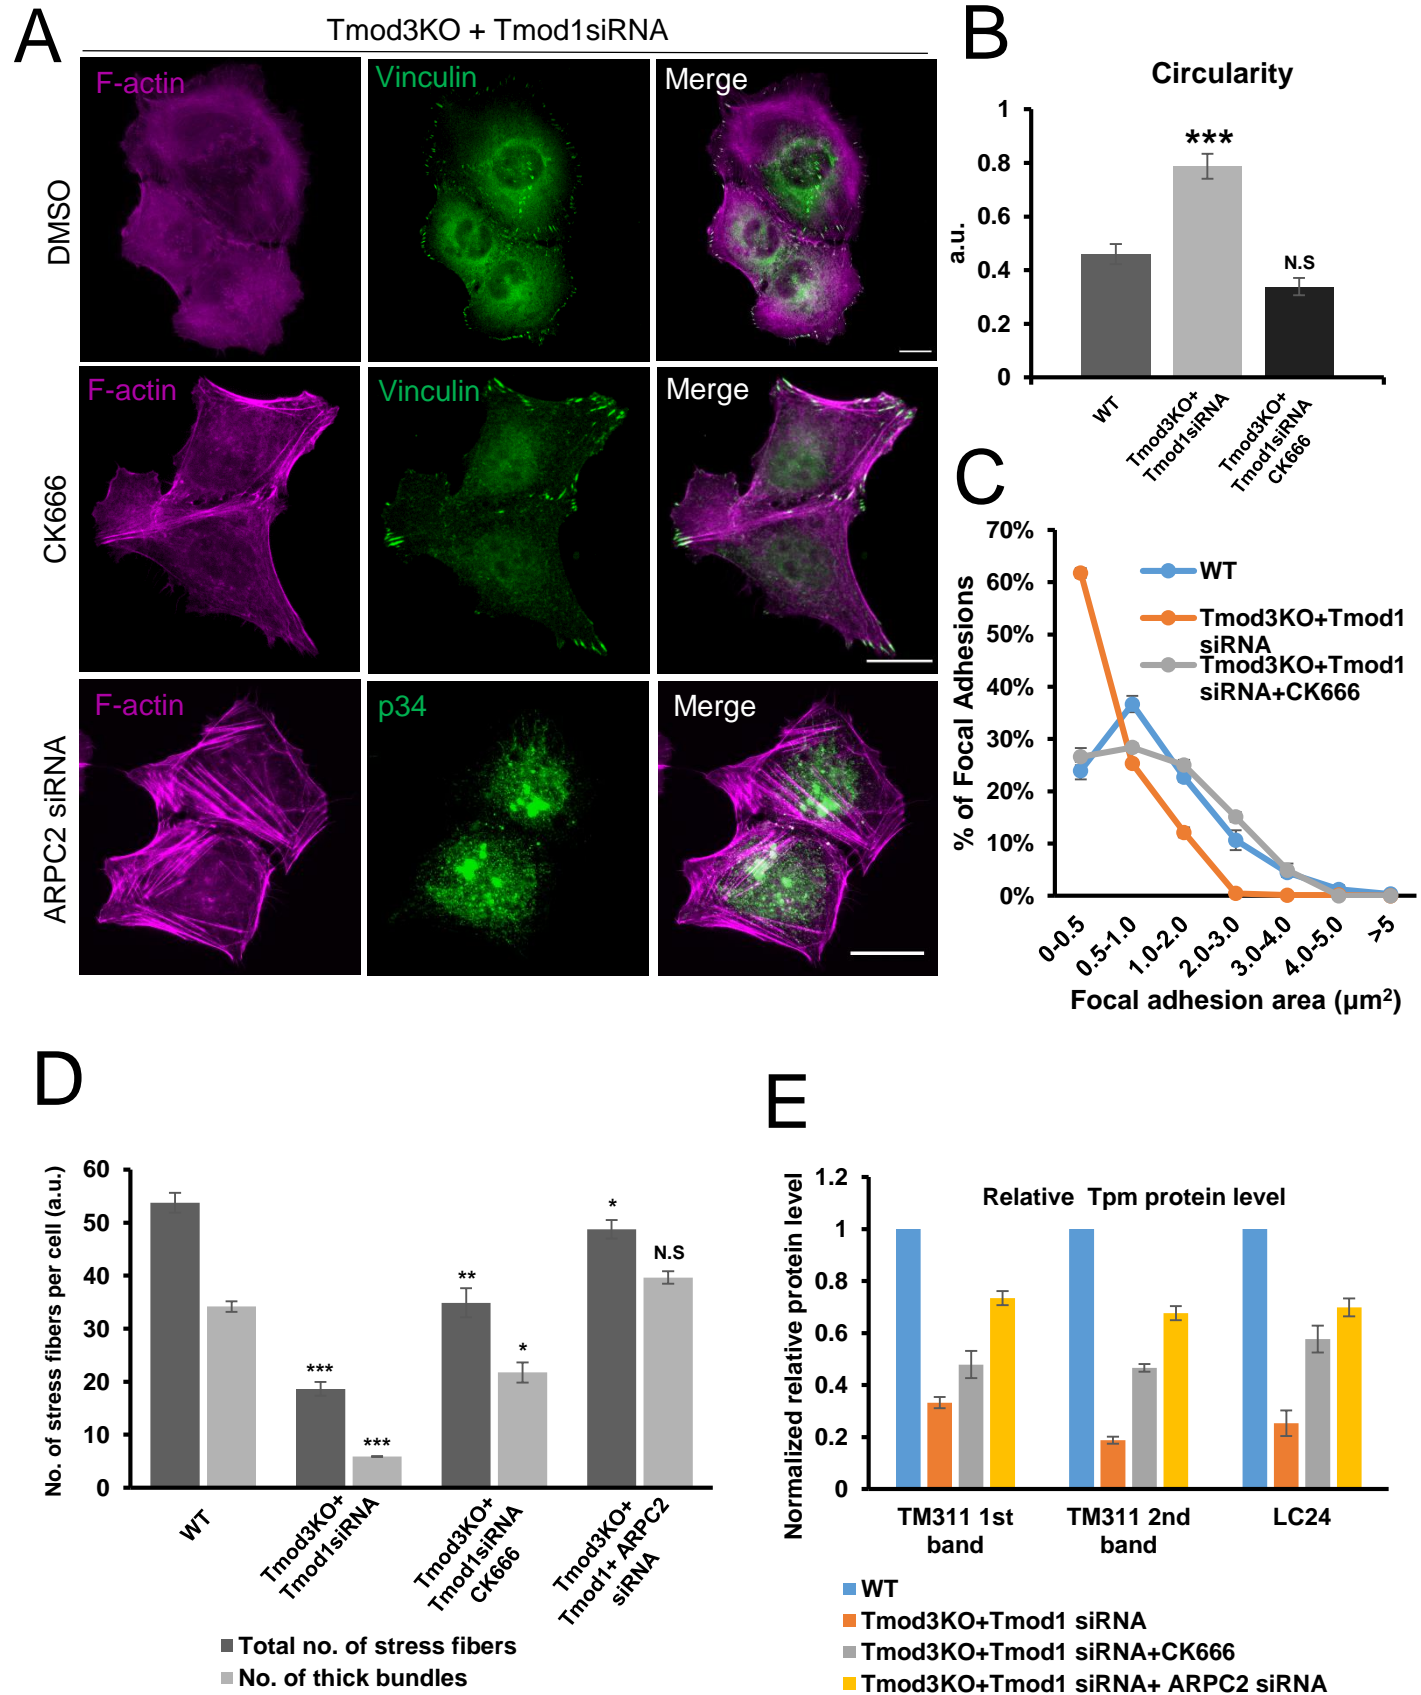 A
Tmod3KO + Tmod1siRNA
F-actin
Vinculin
Merge
DMSO
F-actin
Vinculin
Merge
CK666
F-actin
p34
Merge
ARPC2 siRNA
B
Circularity
a.u.
1
0.8
0.6
0.4
0.2
0
***
N.S
WT
Tmod3KO+
Tmod1siRNA
Tmod3KO+
Tmod1siRNA
CK666
C
% of Focal Adhesions
70%
60%
50%
40%
30%
20%
10%
0%
WT
Tmod3KO+Tmod1
siRNA
Tmod3KO+Tmod1
siRNA+CK666
0-0.5
0.5-1.0
1.0-2.0
2.0-3.0
3.0-4.0
4.0-5.0
>5
Focal adhesion area (μm²)
D
No. of stress fibers per cell (a.u.)
60
50
40
30
20
10
0
***
***
**
*
*
N.S
WT
Tmod3KO+
Tmod1siRNA
Tmod3KO+
Tmod1siRNA
CK666
Tmod3KO+
Tmod1+ ARPC2
siRNA
Total no. of stress fibers
No. of thick bundles
E
Normalized relative protein level
Relative Tpm protein level
1.2
1
0.8
0.6
0.4
0.2
0
TM311 1st
band
TM311 2nd
band
LC24
WT
Tmod3KO+Tmod1 siRNA
Tmod3KO+Tmod1 siRNA+CK666
Tmod3KO+Tmod1 siRNA+ ARPC2 siRNA